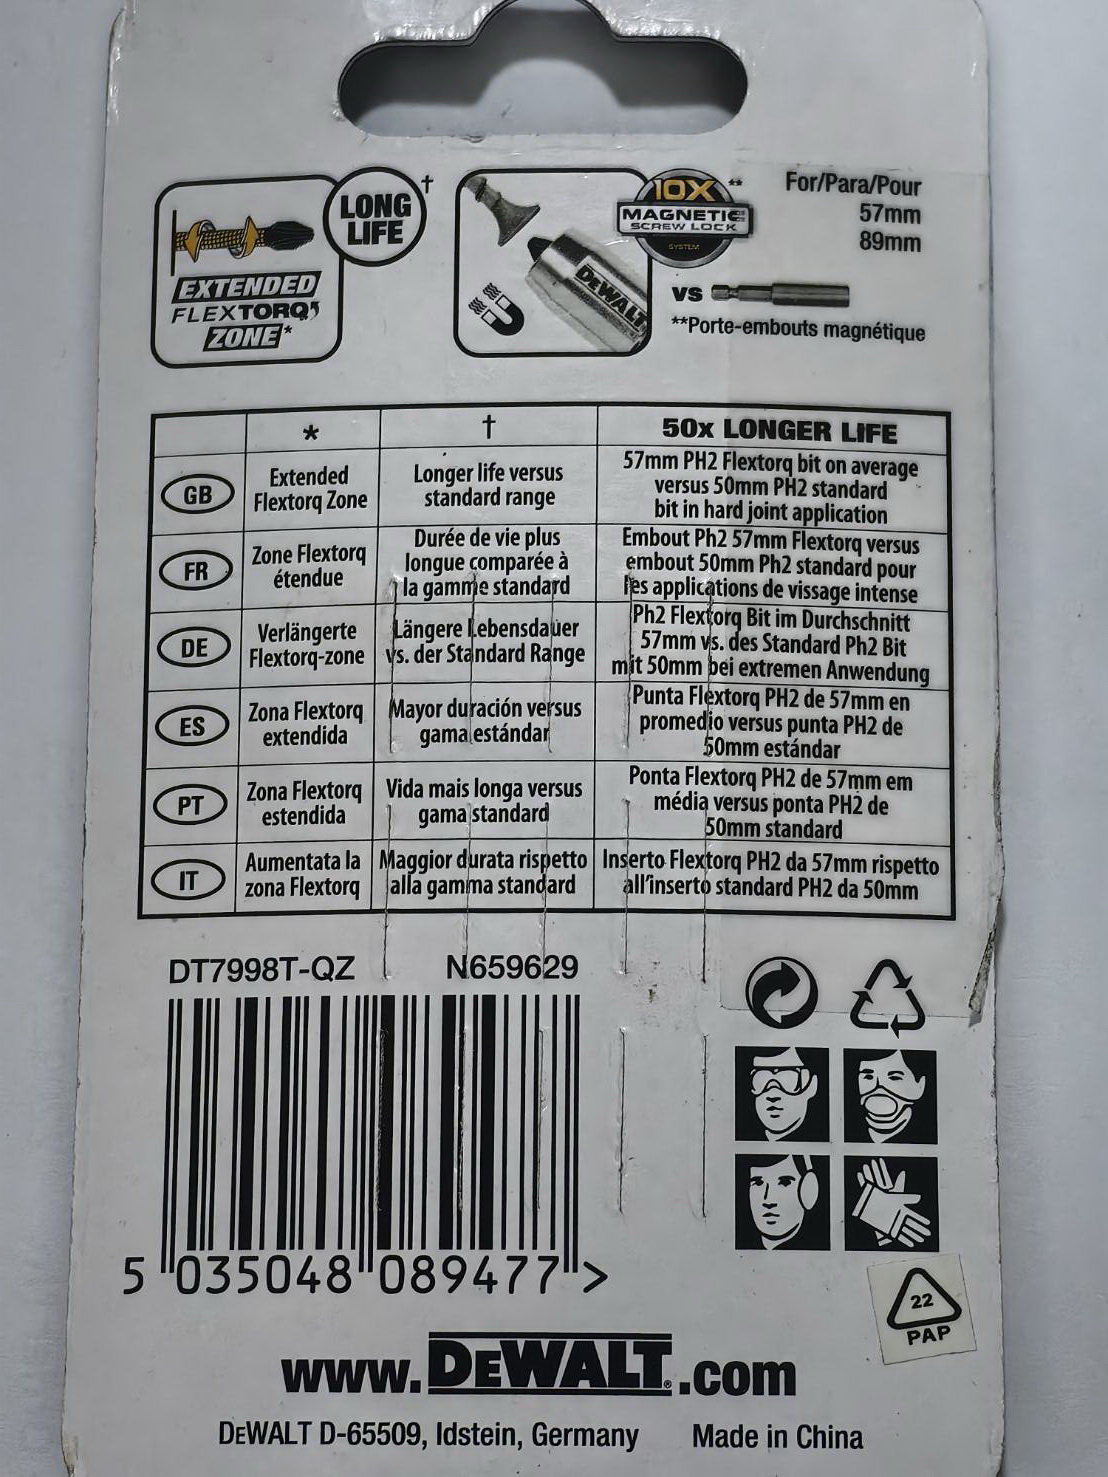 LONG
LIFE
†
EXTENDED
FLEXTORQ
ZONE*
DEWALT
10X
**
MAGNETIC
SCREW LOCK
SYSTEM
For/Para/Pour
57mm
89mm
vs
**Porte-embouts magnétique
* † 50x LONGER LIFE
GB
Extended
Flextorq Zone
Longer life versus
standard range
57mm PH2 Flextorq bit on average
versus 50mm PH2 standard
bit in hard joint application
FR
Zone Flextorq
étendue
Durée de vie plus
longue comparée à
la gamme standard
Embout Ph2 57mm Flextorq versus
embout 50mm Ph2 standard pour
les applications de vissage intense
DE
Verlängerte
Flextorq-zone
Längere Lebensdauer
vs. der Standard Range
Ph2 Flextorq Bit im Durchschnitt
57mm vs. des Standard Ph2 Bit
mit 50mm bei extremen Anwendung
ES
Zona Flextorq
extendida
Mayor duración versus
gama estándar
Punta Flextorq PH2 de 57mm en
promedio versus punta PH2 de
50mm estándar
PT
Zona Flextorq
estendida
Vida mais longa versus
gama standard
Ponta Flextorq PH2 de 57mm em
média versus ponta PH2 de
50mm standard
IT
Aumentata la
zona Flextorq
Maggior durata rispetto
alla gamma standard
Inserto Flextorq PH2 da 57mm rispetto
all'inserto standard PH2 da 50mm
DT7998T-QZ N659629
5 035048 089477 >
22
PAP
www.DEWALT.com
DEWALT D-65509, Idstein, Germany Made in China